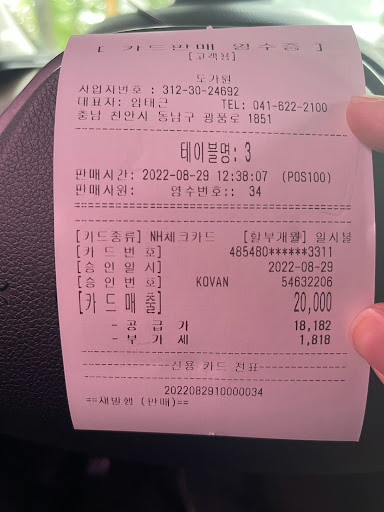 [ 카드판매 영수증 ]
[고객용]
도가원
사업자번호 : 312-30-24692
대표자: 임태근 TEL: 041-622-2100
충남 천안시 동남구 광풍로 1851
테이블명: 3
판매시간: 2022-08-29 12:38:07 (POS100)
판매사원: 영수번호:: 34
[카드종류] NH체크카드 [할부개월] 일시불
[카 드 번 호] 485480******3311
[승 인 일 시] 2022-08-29
[승 인 번 호] KOVAN 54632206
[카드 매출] 20,000
- 공 급 가 18,182
- 부 가 세 1,818
신용 카드 전표
2022082910000034
==재발행 (판매)==